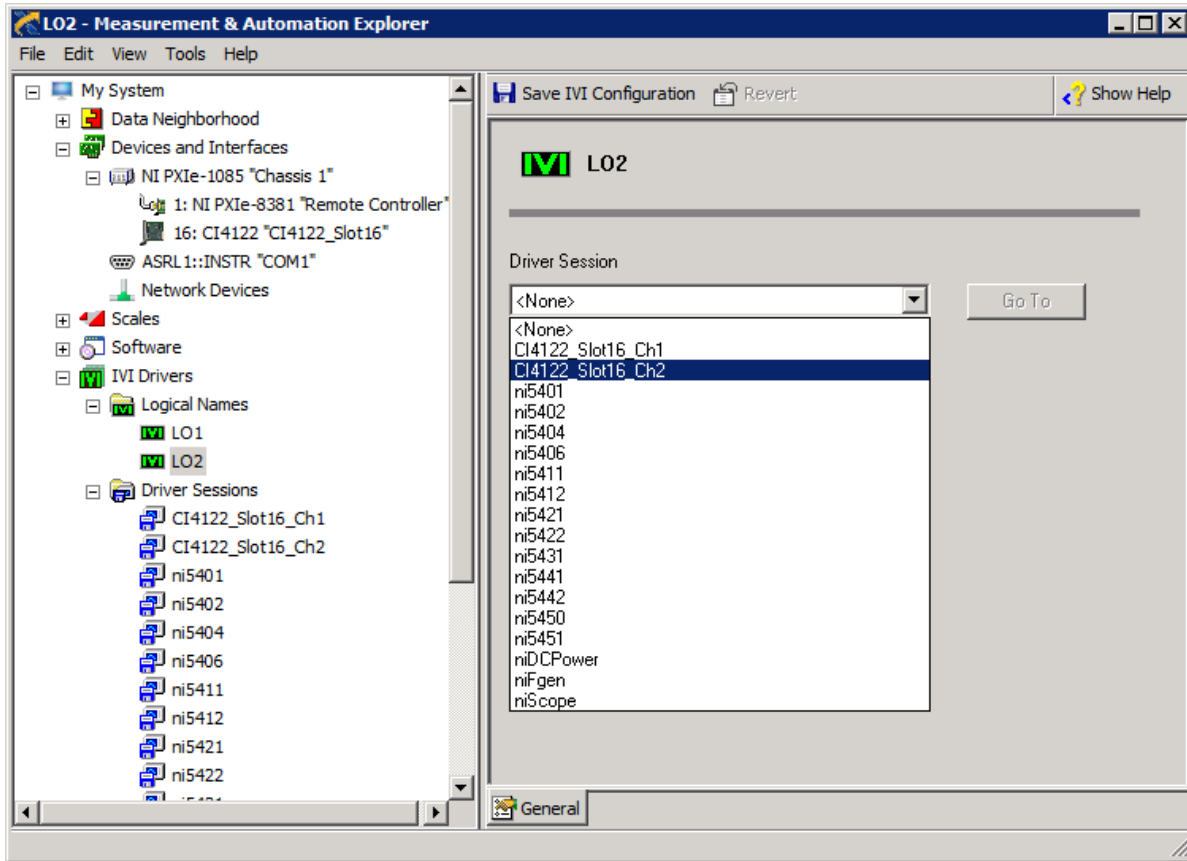 LO2 - Measurement & Automation Explorer
File Edit View Tools Help
My System
Data Neighborhood
Devices and Interfaces
NI PXIe-1085 "Chassis 1"
1: NI PXIe-8381 "Remote Controller"
16: CI4122 "CI4122_Slot16"
ASRL1::INSTR "COM1"
Network Devices
Scales
Software
IVI Drivers
Logical Names
LO1
LO2
Driver Sessions
CI4122_Slot16_Ch1
CI4122_Slot16_Ch2
ni5401
ni5402
ni5404
ni5406
ni5411
ni5412
ni5421
ni5422
Save IVI Configuration Revert Show Help
IVI LO2
Driver Session
<None> Go To
<None>
CI4122_Slot16_Ch1
CI4122_Slot16_Ch2
ni5401
ni5402
ni5404
ni5406
ni5411
ni5412
ni5421
ni5422
ni5431
ni5441
ni5442
ni5450
ni5451
niDCPower
niFgen
niScope
General